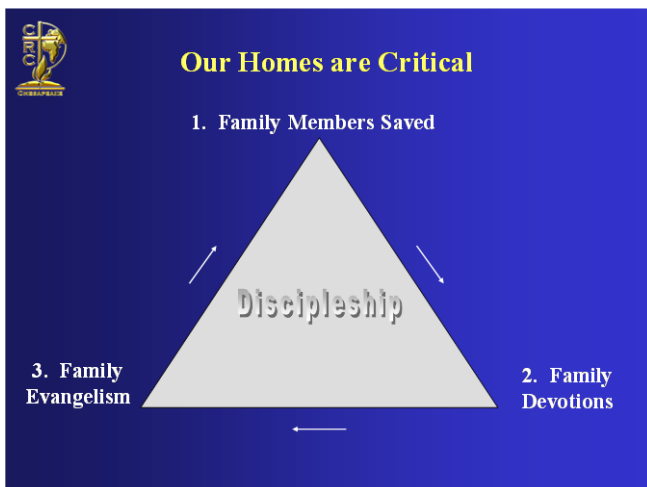 CRC
CHESAPEAKE
Our Homes are Critical
1. Family Members Saved
Discipleship
3. Family
Evangelism
2. Family
Devotions